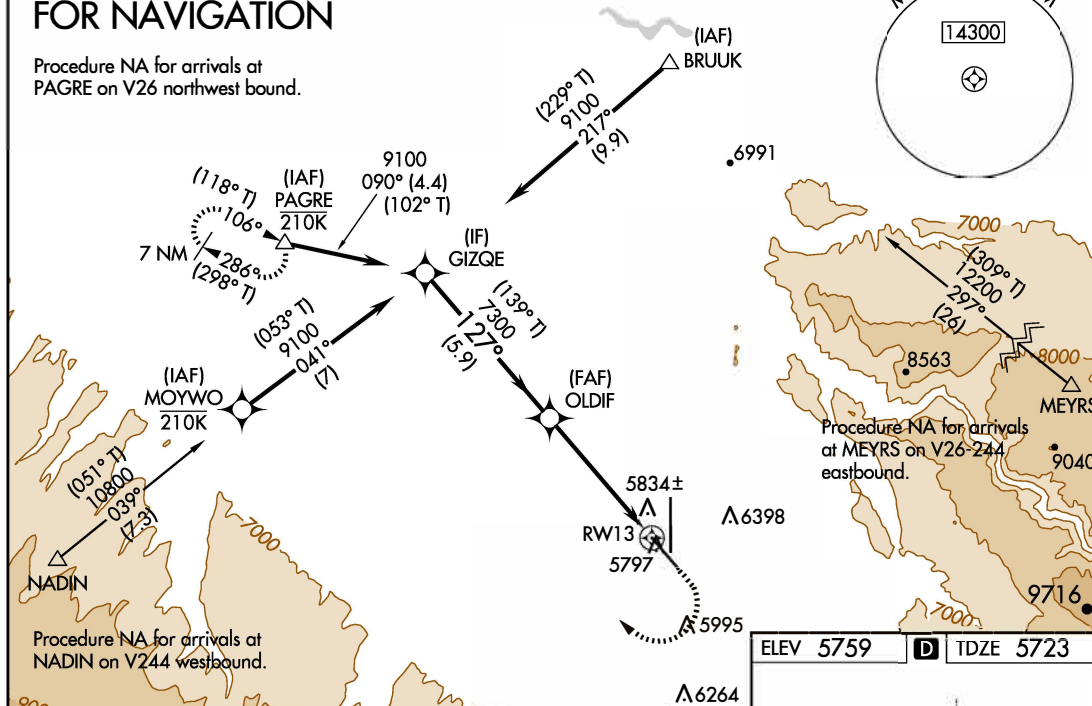 FOR NAVIGATION
Procedure NA for arrivals at
PAGRE on V26 northwest bound.
(IAF)
BRUUK
14300
(229° T)
9100
217°
(9.9)
6991
9100
090° (4.4)
(102° T)
(IAF)
PAGRE
210K
(118° T)
106°
7 NM
286°
(298° T)
(IF)
GIZQE
7000
(309° T)
12200
297°
(26)
(139° T)
7300
127°
(5.9)
(053° T)
9100
041°
(7)
8000
8563
MEYRS
(IAF)
MOYWO
210K
(FAF)
OLDIF
Procedure NA for arrivals
at MEYRS on V26-244
eastbound.
9040
(051° T)
10800
039°
(7.3)
7000
5834±
6398
RW13
5797
NADIN
9716
7000
5995
Procedure NA for arrivals at
NADIN on V244 westbound.
ELEV 5759
D
TDZE 5723
6264